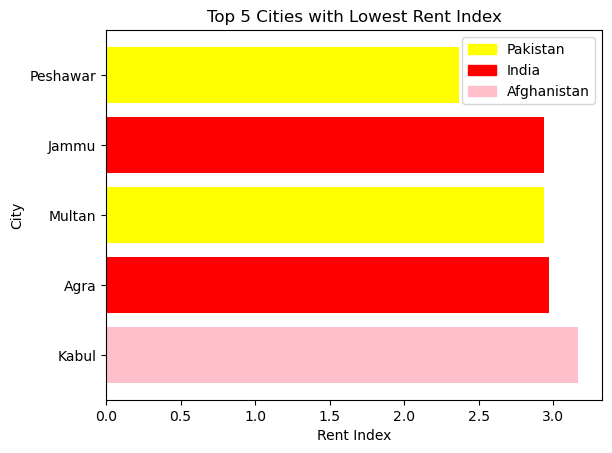 Top 5 Cities with Lowest Rent Index
Pakistan
India
Afghanistan
City
Peshawar
Jammu
Multan
Agra
Kabul
0.0 0.5 1.0 1.5 2.0 2.5 3.0
Rent Index